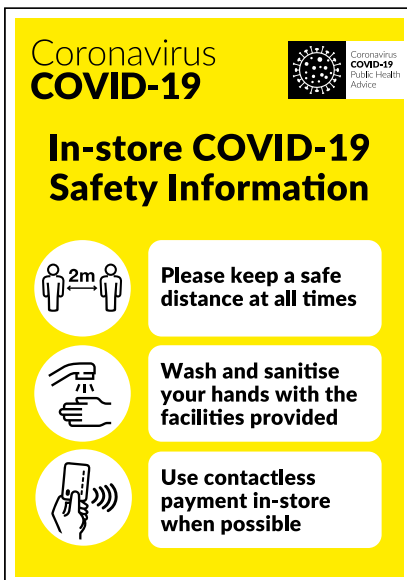 Coronavirus
COVID-19
Coronavirus
COVID-19
Public Health
Advice
In-store COVID-19
Safety Information
2m
Please keep a safe
distance at all times
Wash and sanitise
your hands with the
facilities provided
Use contactless
payment in-store
when possible